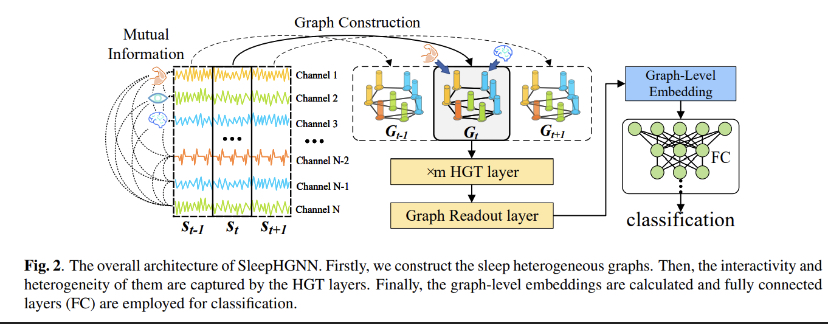 Graph Construction
Mutual
Information
Channel 1
Channel 2
Channel 3
Channel N-2
Channel N-1
Channel N
S_{t-1} S_t S_{t+1}
G_{t-1} G_t G_{t+1}
×m HGT layer
Graph Readout layer
Graph-Level
Embedding
FC
classification
Fig. 2. The overall architecture of SleepHGNN. Firstly, we construct the sleep heterogeneous graphs. Then, the interactivity and
heterogeneity of them are captured by the HGT layers. Finally, the graph-level embeddings are calculated and fully connected
layers (FC) are employed for classification.